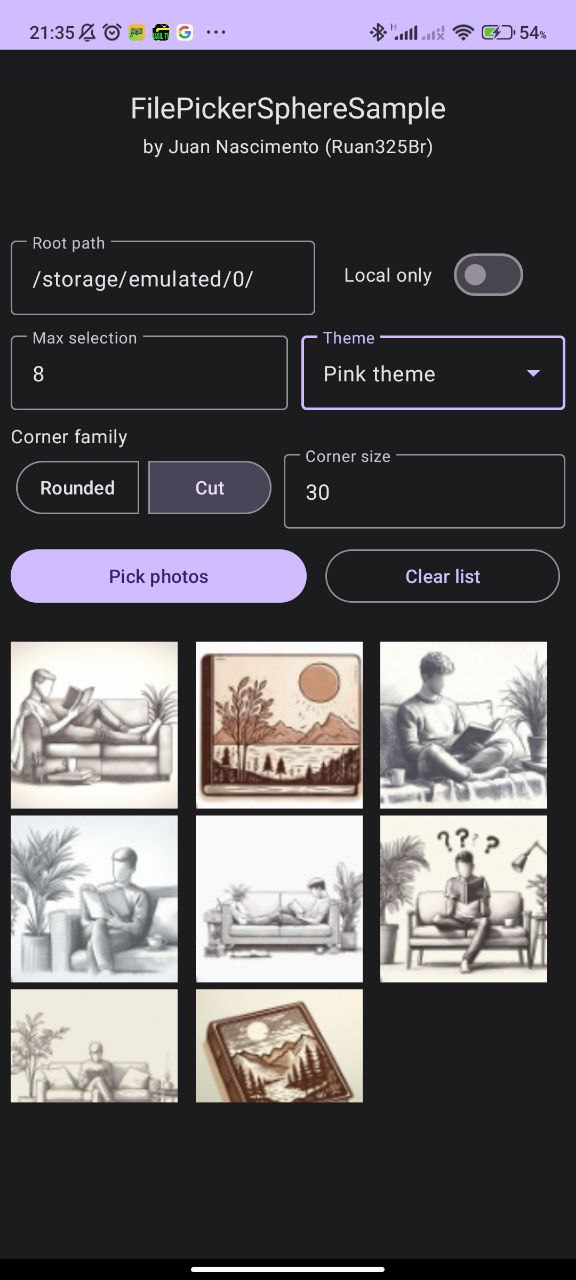 21:35
H
54%
FilePickerSphereSample
by Juan Nascimento (Ruan325Br)
Root path
/storage/emulated/0/
Local only
Max selection
8
Theme
Pink theme
Corner family
Rounded
Cut
Corner size
30
Pick photos
Clear list
? ? ? ?